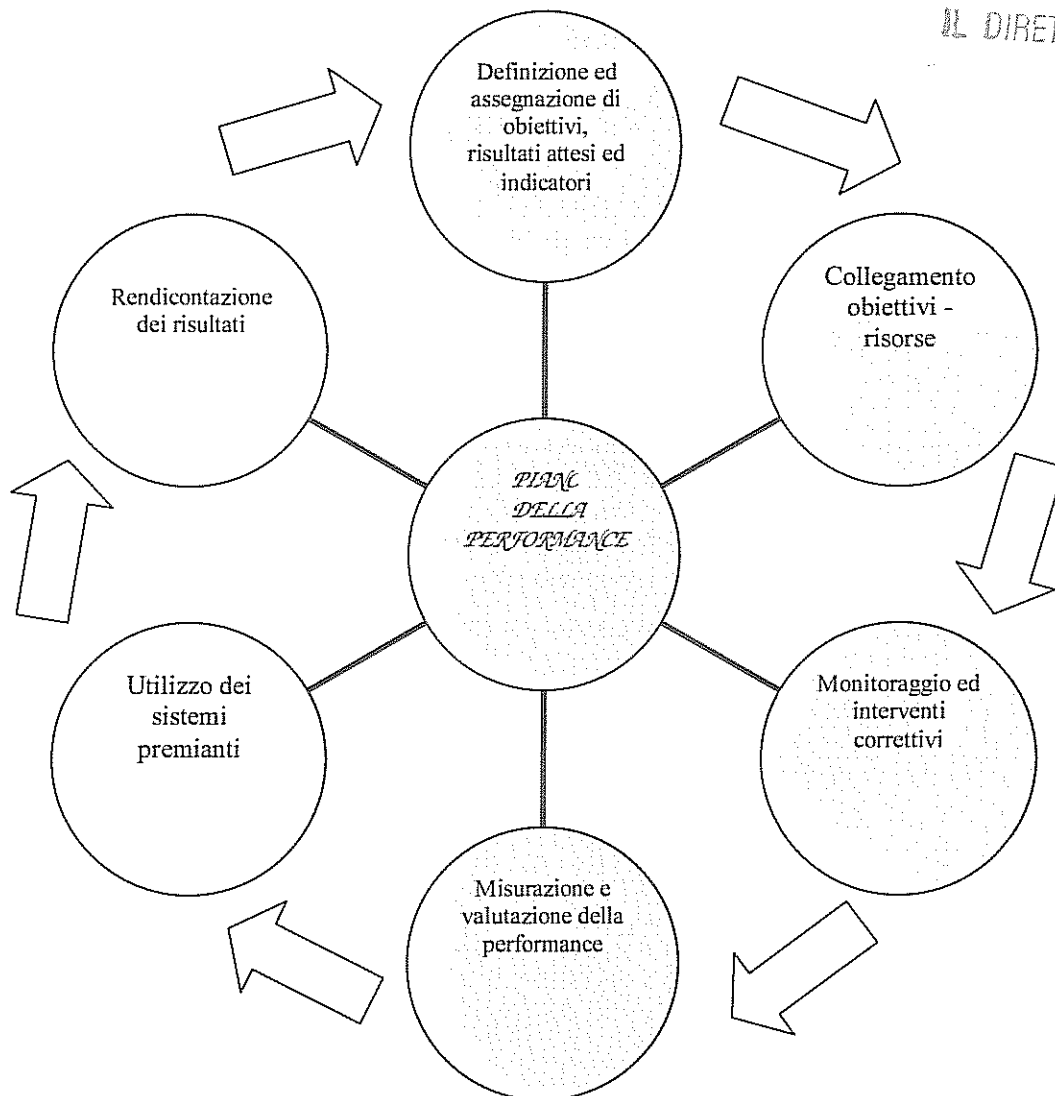 IL DIRET
Definizione ed
assegnazione di
obiettivi,
risultati attesi ed
indicatori
Collegamento
obiettivi -
risorse
Monitoraggio ed
interventi
correttivi
Misurazione e
valutazione della
performance
Utilizzo dei
sistemi
premianti
Rendicontazione
dei risultati
PIANO
DELLA
PERFORMANCE